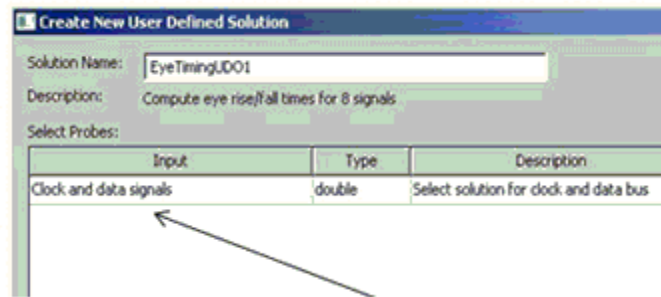 Create New User Defined Solution
Solution Name: EyeTimingUDO1
Description: Compute eye rise/fall times for 8 signals
Select Probes:
Input Type Description
Clock and data signals double Select solution for clock and data bus